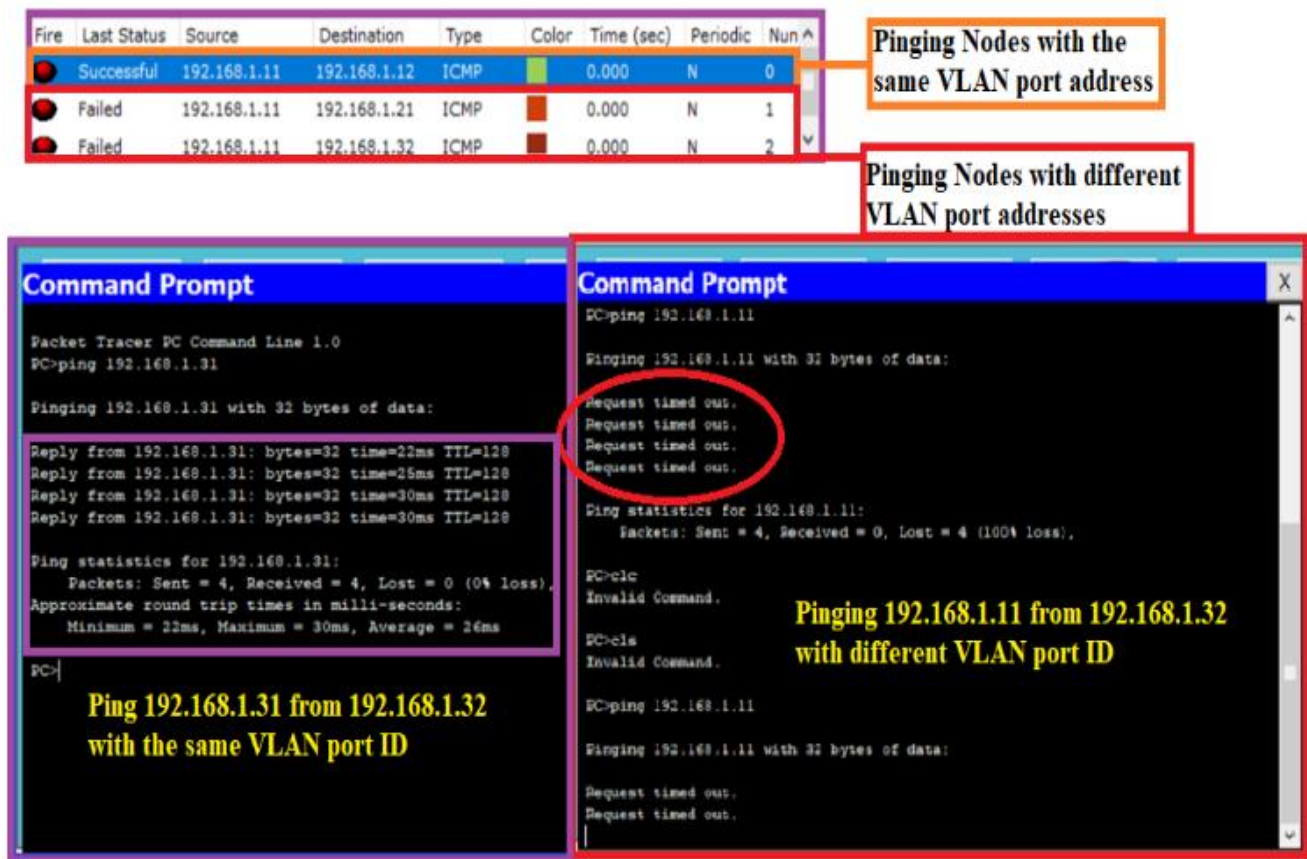 Fire Last Status Source Destination Type Color Time (sec) Periodic Nun
Successful 192.168.1.11 192.168.1.12 ICMP 0.000 N 0
Failed 192.168.1.11 192.168.1.21 ICMP 0.000 N 1
Failed 192.168.1.11 192.168.1.32 ICMP 0.000 N 2
Pinging Nodes with the
same VLAN port address
Pinging Nodes with different
VLAN port addresses
Command Prompt
Packet Tracer PC Command Line 1.0
PC>ping 192.168.1.31
Pinging 192.168.1.31 with 32 bytes of data:
Reply from 192.168.1.31: bytes=32 time=22ms TTL=128
Reply from 192.168.1.31: bytes=32 time=25ms TTL=128
Reply from 192.168.1.31: bytes=32 time=30ms TTL=128
Reply from 192.168.1.31: bytes=32 time=30ms TTL=128
Ping statistics for 192.168.1.31:
Packets: Sent = 4, Received = 4, Lost = 0 (0% loss),
Approximate round trip times in milli-seconds:
Minimum = 22ms, Maximum = 30ms, Average = 26ms
PC>
Ping 192.168.1.31 from 192.168.1.32
with the same VLAN port ID
Command Prompt X
PC>ping 192.168.1.11
Pinging 192.168.1.11 with 32 bytes of data:
Request timed out.
Request timed out.
Request timed out.
Request timed out.
Ping statistics for 192.168.1.11:
Packets: Sent = 4, Received = 0, Lost = 4 (100% loss),
PC>clc
Invalid Command.
PC>cls
Invalid Command.
PC>ping 192.168.1.11
Pinging 192.168.1.11 with 32 bytes of data:
Request timed out.
Request timed out.
Pinging 192.168.1.11 from 192.168.1.32
with different VLAN port ID